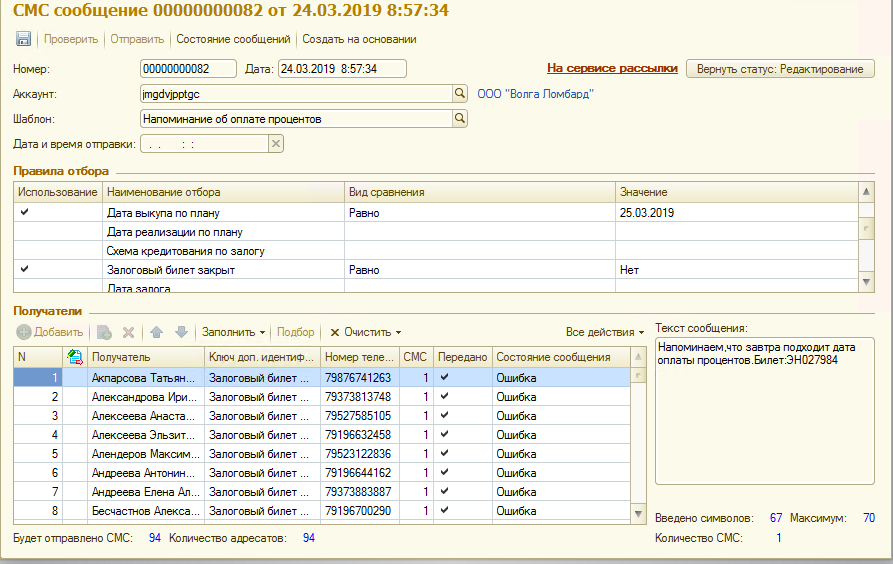 СМС сообщение 00000000082 от 24.03.2019 8:57:34
Проверить Отправить Состояние сообщений Создать на основании
Номер: 00000000082 Дата: 24.03.2019 8:57:34 На сервисе рассылки Вернуть статус: Редактирование
Аккаунт: jmgdvjpptgc ООО "Волга Ломбард"
Шаблон: Напоминание об оплате процентов
Дата и время отправки: . . : :
Правила отбора
Использование Наименование отбора Вид сравнения Значение
Дата выкупа по плану Равно 25.03.2019
Дата реализации по плану
Схема кредитования по залогу
Залоговый билет закрыт Равно Нет
Дата залога
Получатели
Добавить Заполнить Подбор Очистить Все действия
N Получатель Ключ доп. идентиф... Номер теле... СМС Передано Состояние сообщения
1 Акпарсова Татьян... Залоговый билет ... 79876741263 1 Ошибка
2 Александрова Ири... Залоговый билет ... 79373813748 1 Ошибка
3 Алексеева Анаста... Залоговый билет ... 79527585105 1 Ошибка
4 Алексеева Эльзит... Залоговый билет ... 79196632458 1 Ошибка
5 Алендеров Максим... Залоговый билет ... 79523122836 1 Ошибка
6 Андреева Антонин... Залоговый билет ... 79196644162 1 Ошибка
7 Андреева Елена Ал... Залоговый билет ... 79373883887 1 Ошибка
8 Бесчастнов Алекса... Залоговый билет ... 79196700290 1 Ошибка
Будет отправлено СМС: 94 Количество адресатов: 94
Текст сообщения:
Напоминаем,что завтра подходит дата
оплаты процентов.Билет:ЭН027984
Введено символов: 67 Максимум: 70
Количество СМС: 1